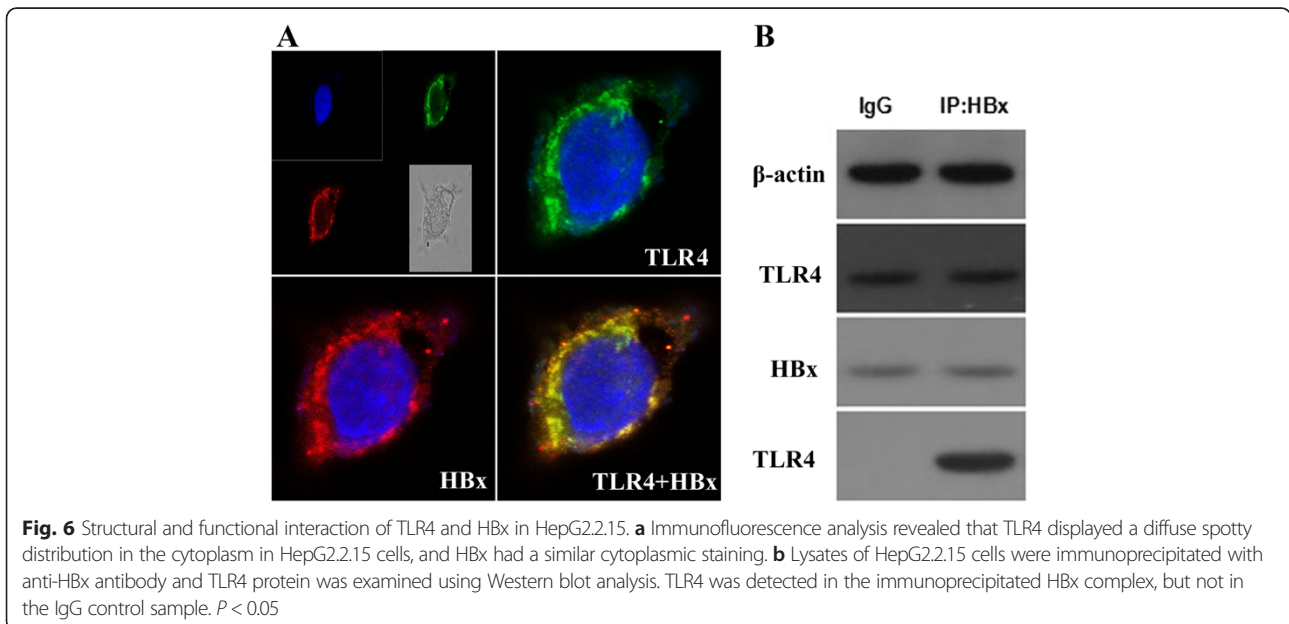 A
B
TLR4
HBx
TLR4+HBx
IgG IP:HBx
β-actin
TLR4
HBx
TLR4
Fig. 6 Structural and functional interaction of TLR4 and HBx in HepG2.2.15. a Immunofluorescence analysis revealed that TLR4 displayed a diffuse spotty
distribution in the cytoplasm in HepG2.2.15 cells, and HBx had a similar cytoplasmic staining. b Lysates of HepG2.2.15 cells were immunoprecipitated with
anti-HBx antibody and TLR4 protein was examined using Western blot analysis. TLR4 was detected in the immunoprecipitated HBx complex, but not in
the IgG control sample. P < 0.05